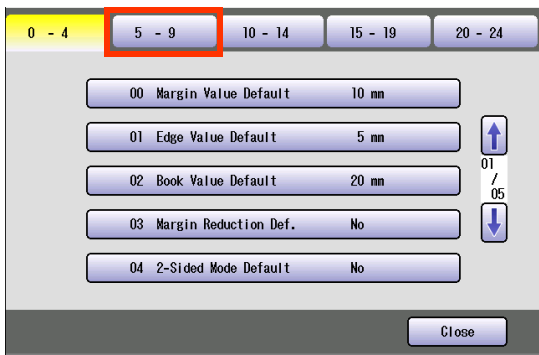 0 - 4 5 - 9 10 - 14 15 - 19 20 - 24
00 Margin Value Default 10 mm
01 Edge Value Default 5 mm
02 Book Value Default 20 mm
03 Margin Reduction Def. No
04 2-Sided Mode Default No
01
/
05
Close